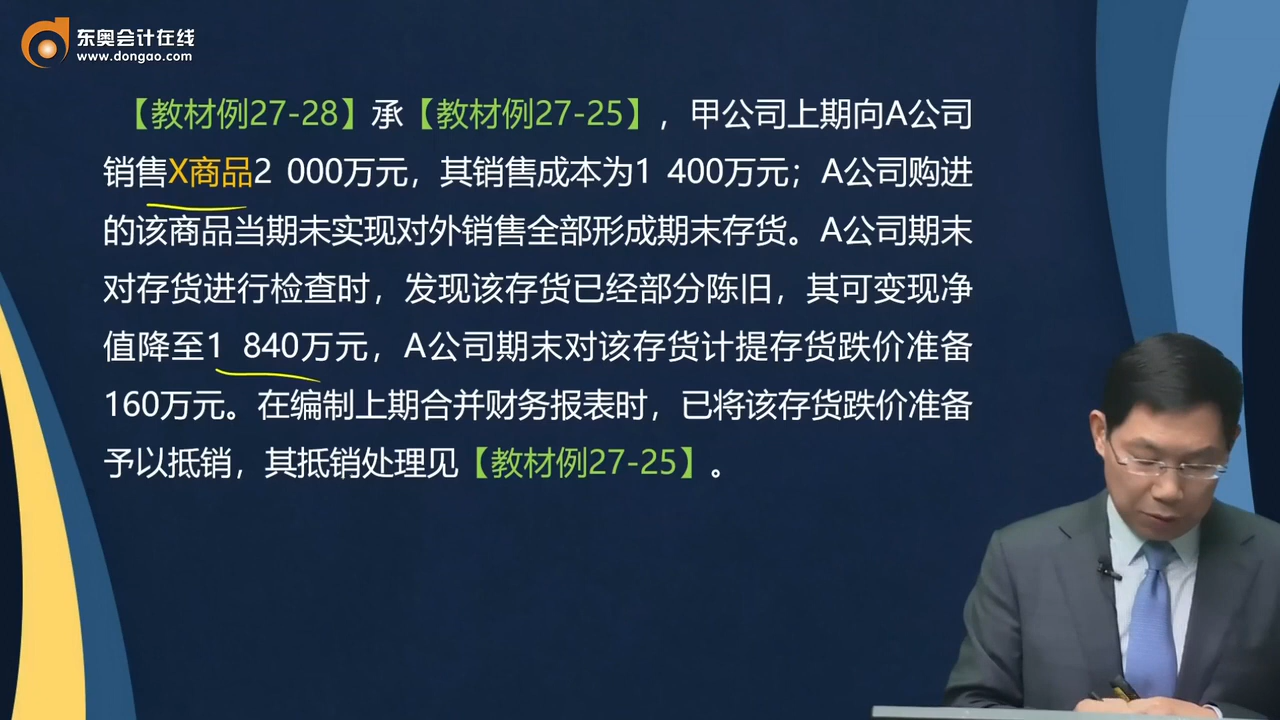 东奥会计在线
www.dongao.com
【教材例27-28】承【教材例27-25】，甲公司上期向A公司
销售X商品2 000万元，其销售成本为1 400万元；A公司购进
的该商品当期未实现对外销售全部形成期末存货。A公司期末
对存货进行检查时，发现该存货已经部分陈旧，其可变现净
值降至1 840万元，A公司期末对该存货计提存货跌价准备
160万元。在编制上期合并财务报表时，已将该存货跌价准备
予以抵销，其抵销处理见【教材例27-25】。